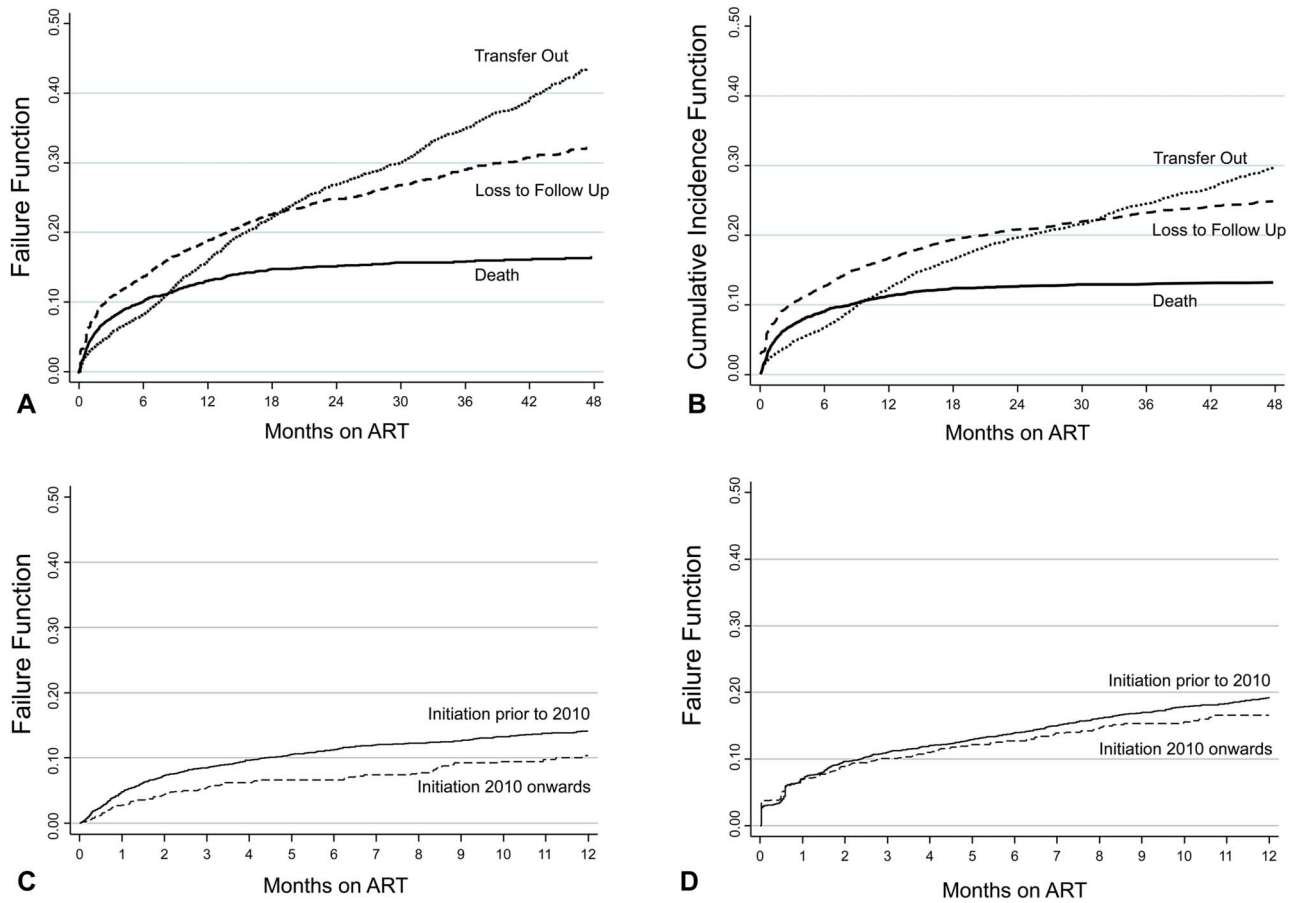 Failure Function
0.50
0.40
0.30
0.20
0.10
0.00
Transfer Out
Loss to Follow Up
Death
0 6 12 18 24 30 36 42 48
Months on ART
A
Cumulative Incidence Function
0.50
0.40
0.30
0.20
0.10
0.00
Transfer Out
Loss to Follow Up
Death
0 6 12 18 24 30 36 42 48
Months on ART
B
Failure Function
0.50
0.40
0.30
0.20
0.10
0.00
Initiation prior to 2010
Initiation 2010 onwards
0 1 2 3 4 5 6 7 8 9 10 11 12
Months on ART
C
Failure Function
0.50
0.40
0.30
0.20
0.10
0.00
Initiation prior to 2010
Initiation 2010 onwards
0 1 2 3 4 5 6 7 8 9 10 11 12
Months on ART
D